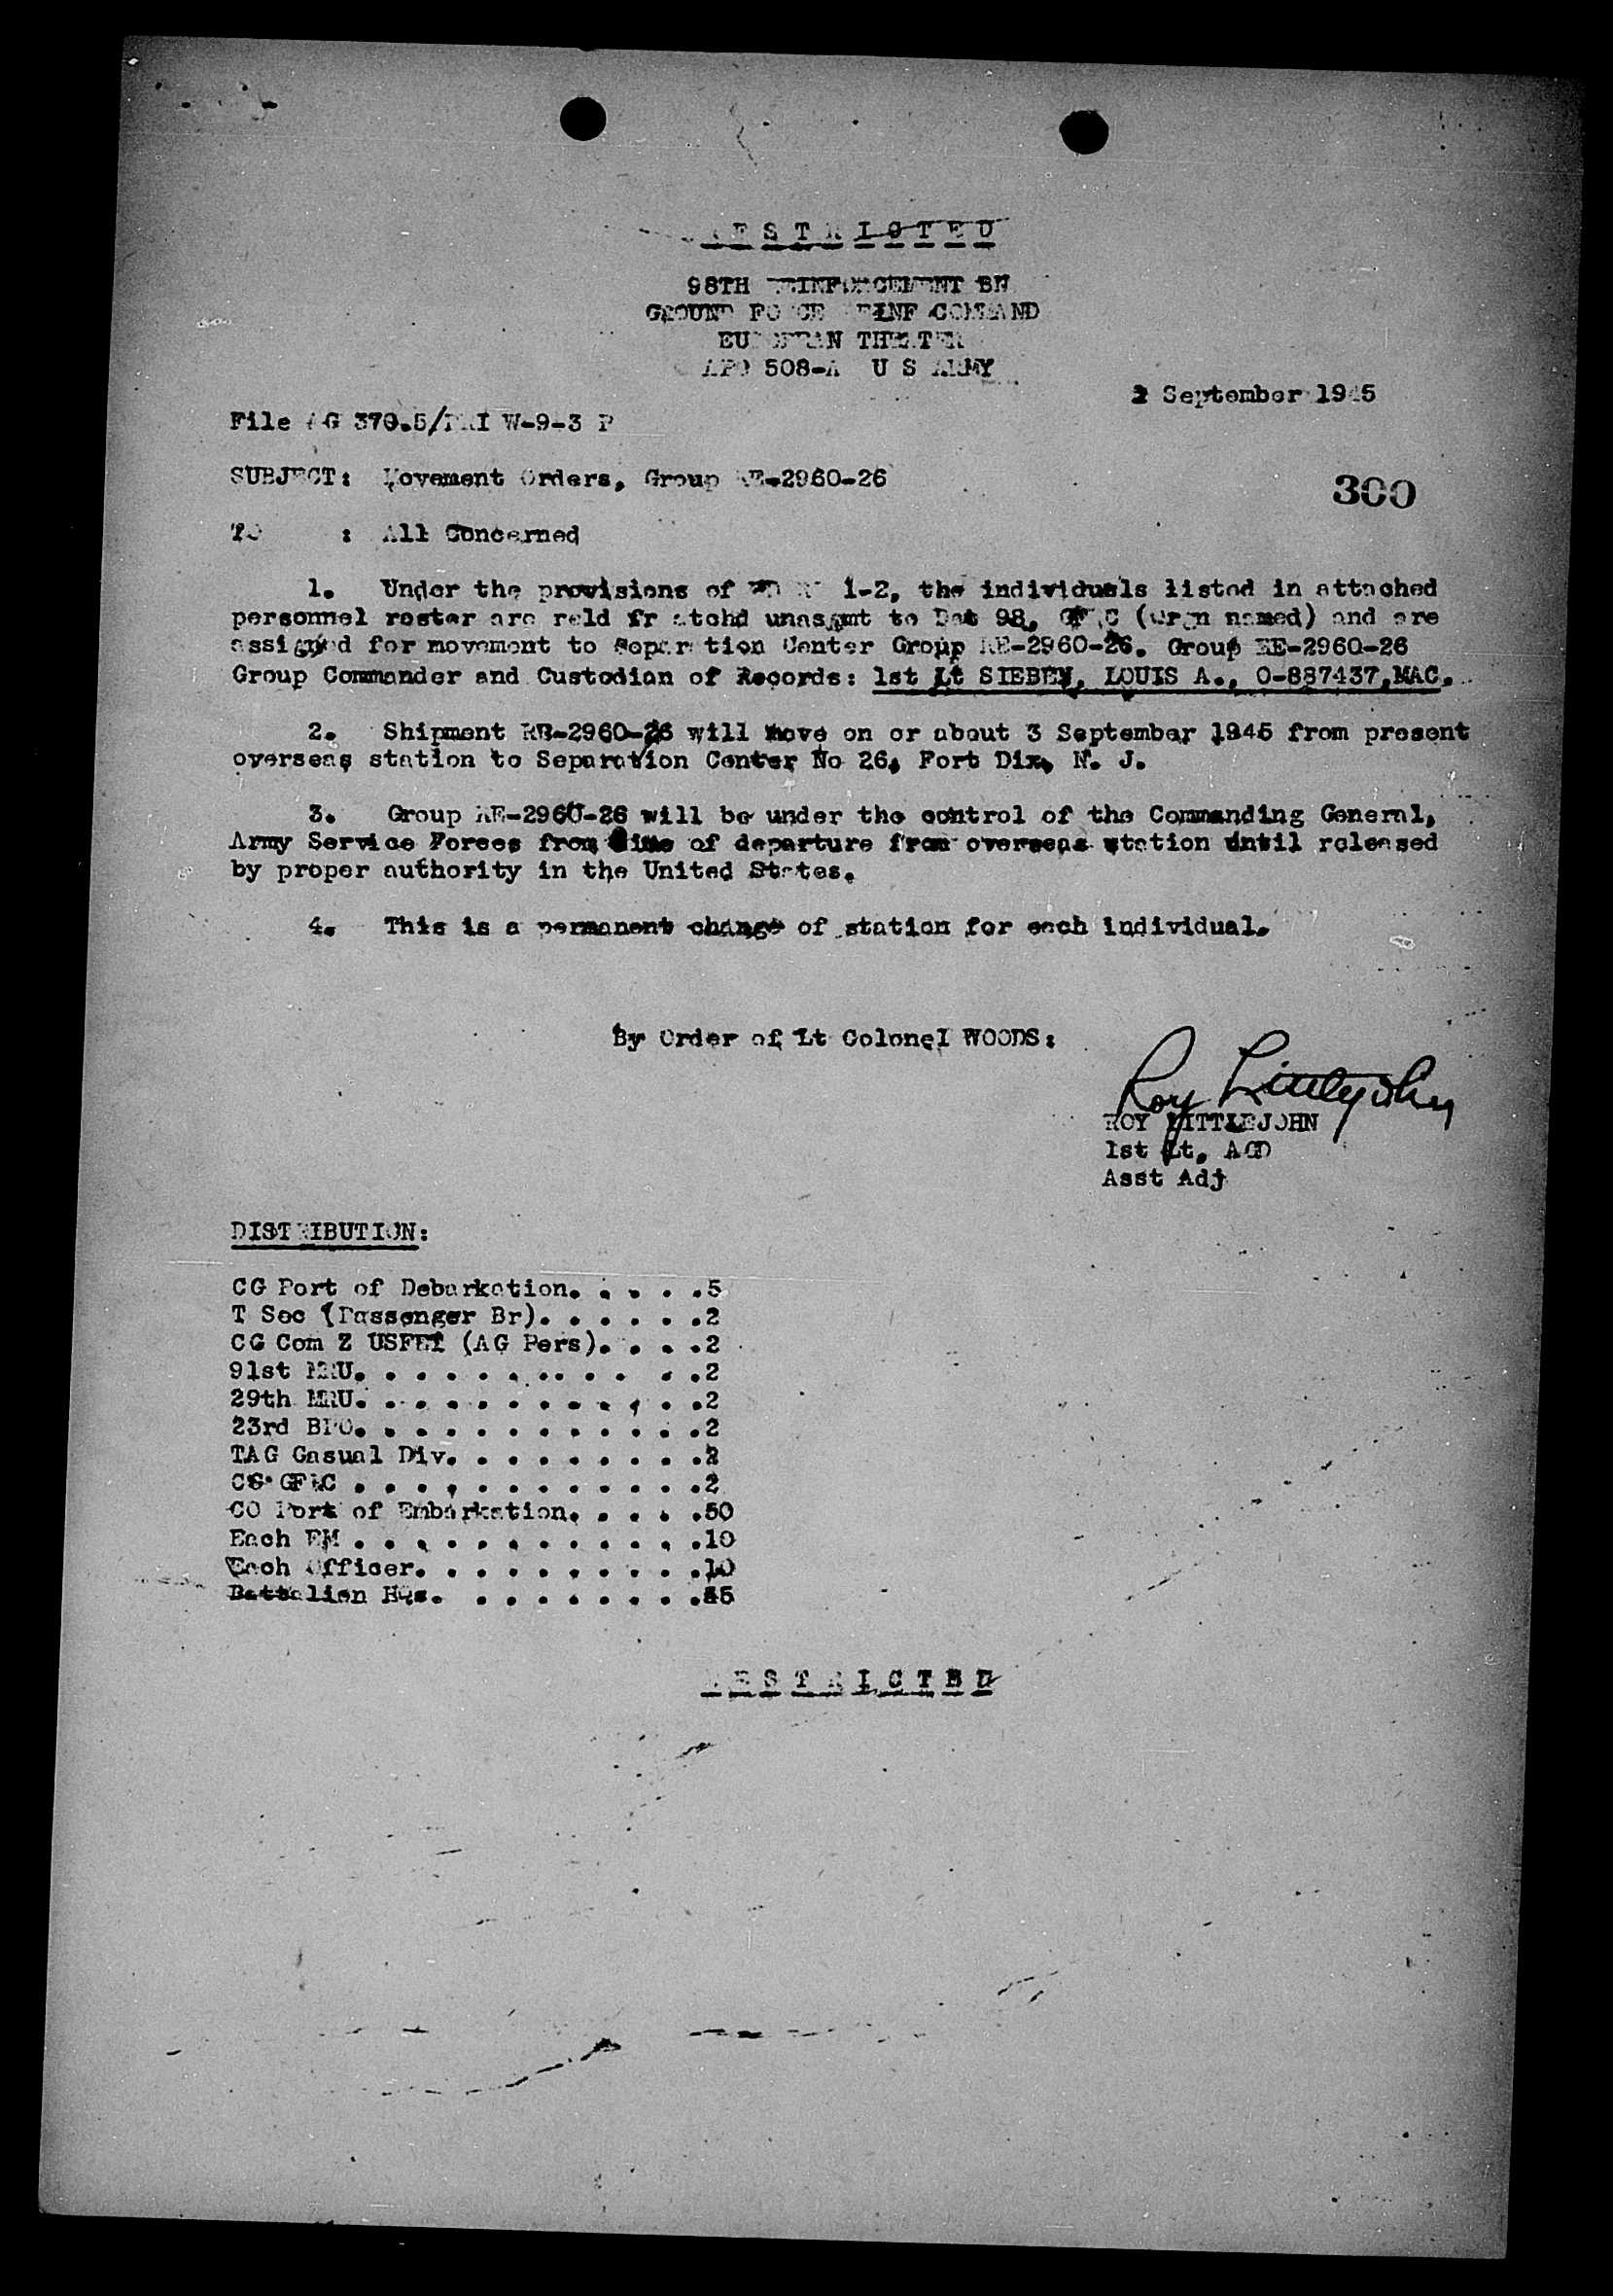 R E S T R I C T E D
98TH REINFORCEMENT BN
GROUND FORCE REINF COMMAND
EUROPEAN THEATER
APO 508-A U S ARMY
2 September 1945
File AG 370.5/ W-9-3 P
SUBJECT: Movement Orders, Group RE-2960-26
300
TO : All Concerned
1. Under the provisions of 1-2, the individuals listed in attached
personnel roster are reld fr atchd unasgmt to Det 98, GFRC (orgn named) and are
assigned for movement to Separation Center Group RE-2960-26. Group RE-2960-26
Group Commander and Custodian of Records: 1st Lt SIEBEN, LOUIS A., O-887437,MAC.
2. Shipment RE-2960-26 will move on or about 3 September 1945 from present
overseas station to Separation Center No 26, Fort Dix, N. J.
3. Group RE-2960-26 will be under the control of the Commanding General,
Army Service Forces from time of departure from overseas station until released
by proper authority in the United States.
4. This is a permanent change of station for each individual.
By Order of Lt Colonel WOODS:
Roy Littlejohn
ROY LITTLEJOHN
1st Lt, AGD
Asst Adj
DISTRIBUTION:
CG Port of Debarkation. . . . . .5
T Sec (Passenger Br). . . . . . .2
CG Com Z USFET (AG Pers). . . . .2
91st MRU. . . . . . . . . . . . .2
29th MRU. . . . . . . . . . . . .2
23rd BPO. . . . . . . . . . . . .2
TAG Casual Div. . . . . . . . . .2
GFRC . . . . . . . . . . . . .2
CO Port of Embarkation. . . . . .50
Each EM . . . . . . . . . . . . .10
Each Officer. . . . . . . . . . .10
Battalion Hqs. . . . . . . . . .
R E S T R I C T E D